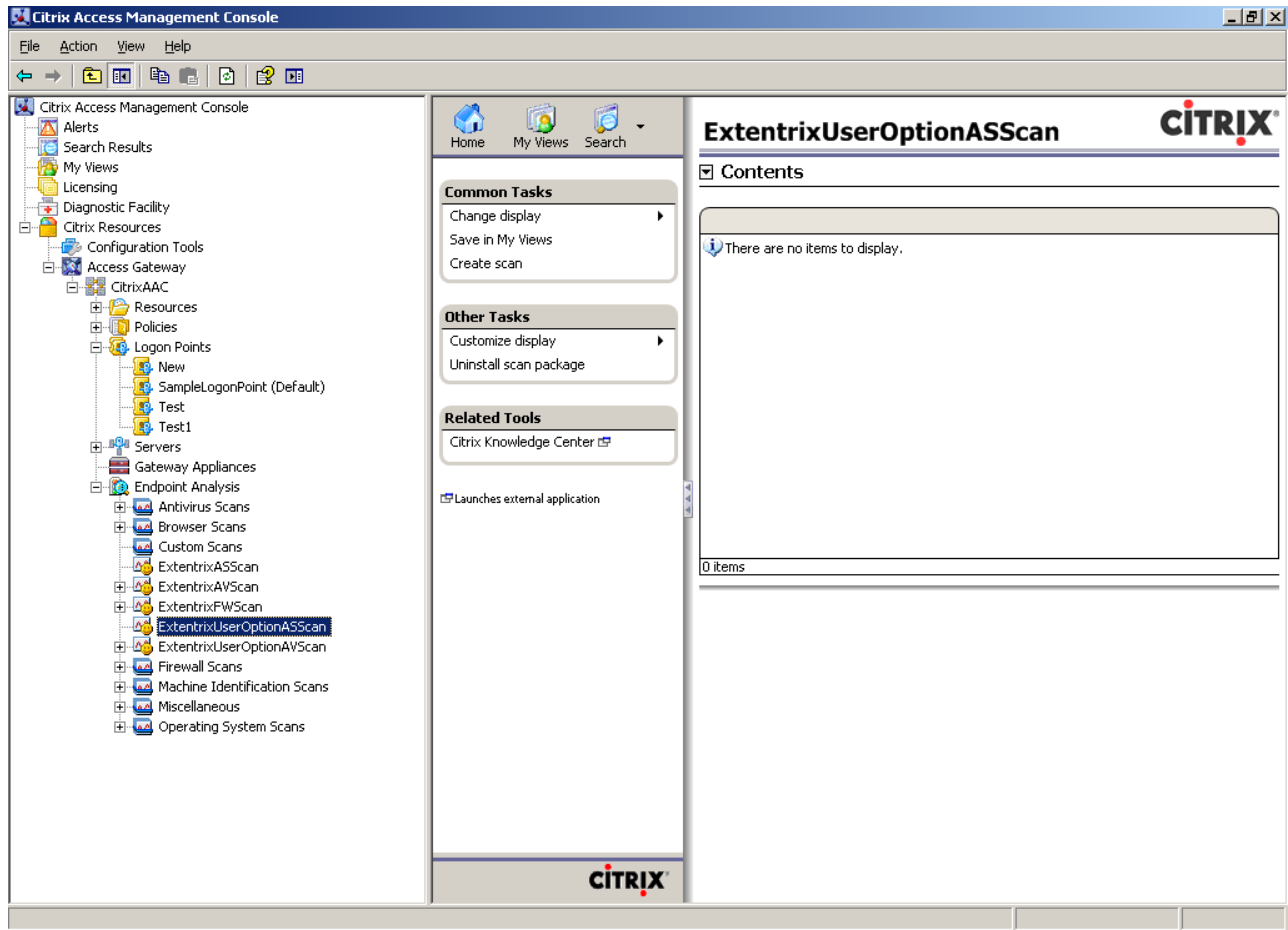 Citrix Access Management Console
File Action View Help
Citrix Access Management Console
Alerts
Search Results
My Views
Licensing
Diagnostic Facility
Citrix Resources
Configuration Tools
Access Gateway
CitrixAAC
Resources
Policies
Logon Points
New
SampleLogonPoint (Default)
Test
Test1
Servers
Gateway Appliances
Endpoint Analysis
Antivirus Scans
Browser Scans
Custom Scans
ExtentrixASScan
ExtentrixAVScan
ExtentrixFWScan
ExtentrixUserOptionASScan
ExtentrixUserOptionAVScan
Firewall Scans
Machine Identification Scans
Miscellaneous
Operating System Scans
Home My Views Search
Common Tasks
Change display
Save in My Views
Create scan
Other Tasks
Customize display
Uninstall scan package
Related Tools
Citrix Knowledge Center
Launches external application
CITRIX
ExtentrixUserOptionASScan
CITRIX
Contents
There are no items to display.
0 items